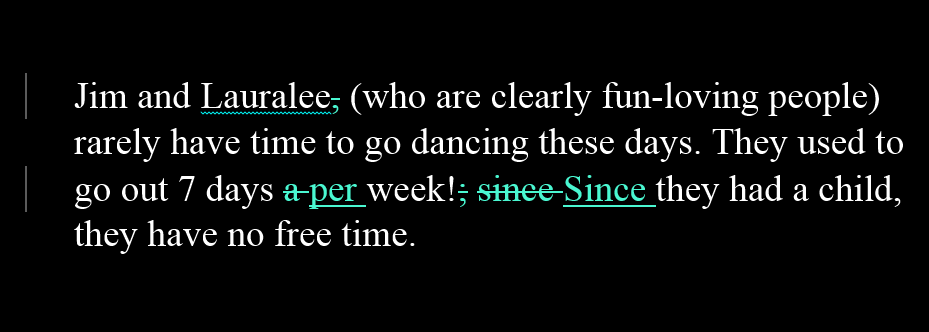 Jim and Lauralee, (who are clearly fun-loving people)
rarely have time to go dancing these days. They used to
go out 7 days a per week!; since Since they had a child,
they have no free time.